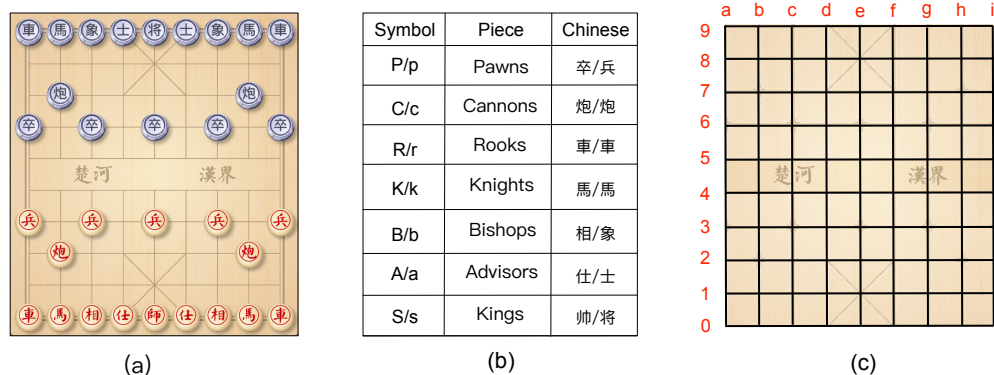 車 馬 象 士 将 士 象 馬 車
炮 炮
卒 卒 卒 卒 卒
楚河 漢界
兵 兵 兵 兵 兵
炮 炮
車 馬 相 仕 師 仕 相 馬 車
(a)
Symbol Piece Chinese
P/p Pawns 卒/兵
C/c Cannons 炮/炮
R/r Rooks 車/車
K/k Knights 馬/馬
B/b Bishops 相/象
A/a Advisors 仕/士
S/s Kings 帅/将
(b)
a b c d e f g h i
9
8
7
6
5
楚河 漢界
4
3
2
1
0
(c)